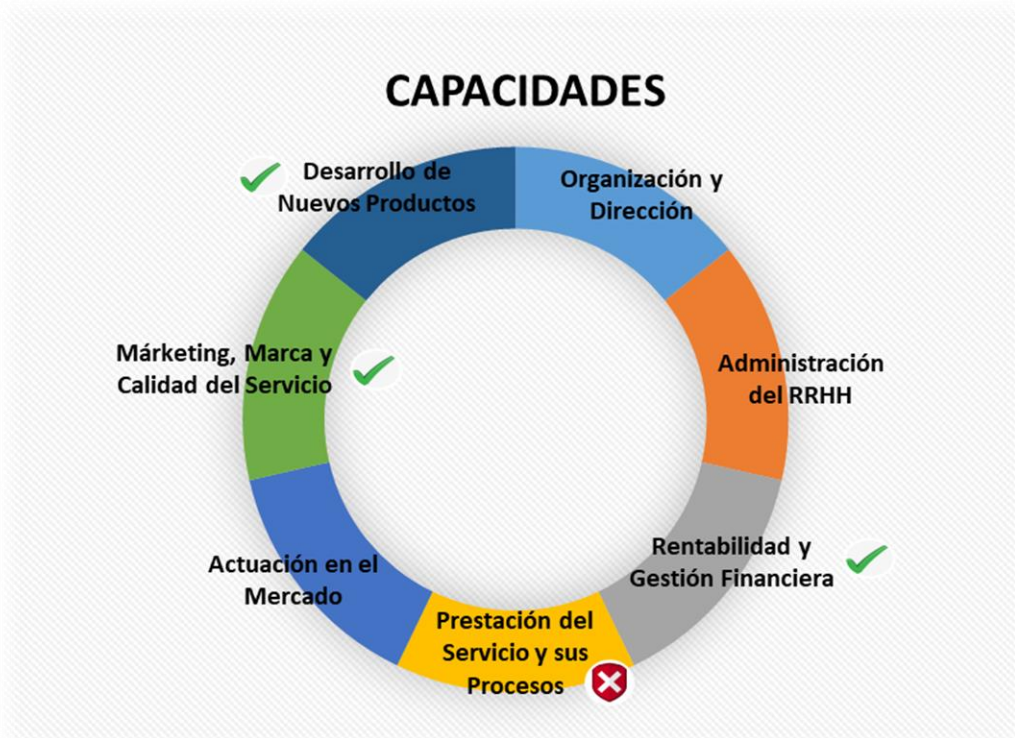 CAPACIDADES
Desarrollo de
Nuevos Productos
Organización y
Dirección
Márketing, Marca y
Calidad del Servicio
Administración
del RRHH
Actuación en el
Mercado
Rentabilidad y
Gestión Financiera
Prestación del
Servicio y sus
Procesos